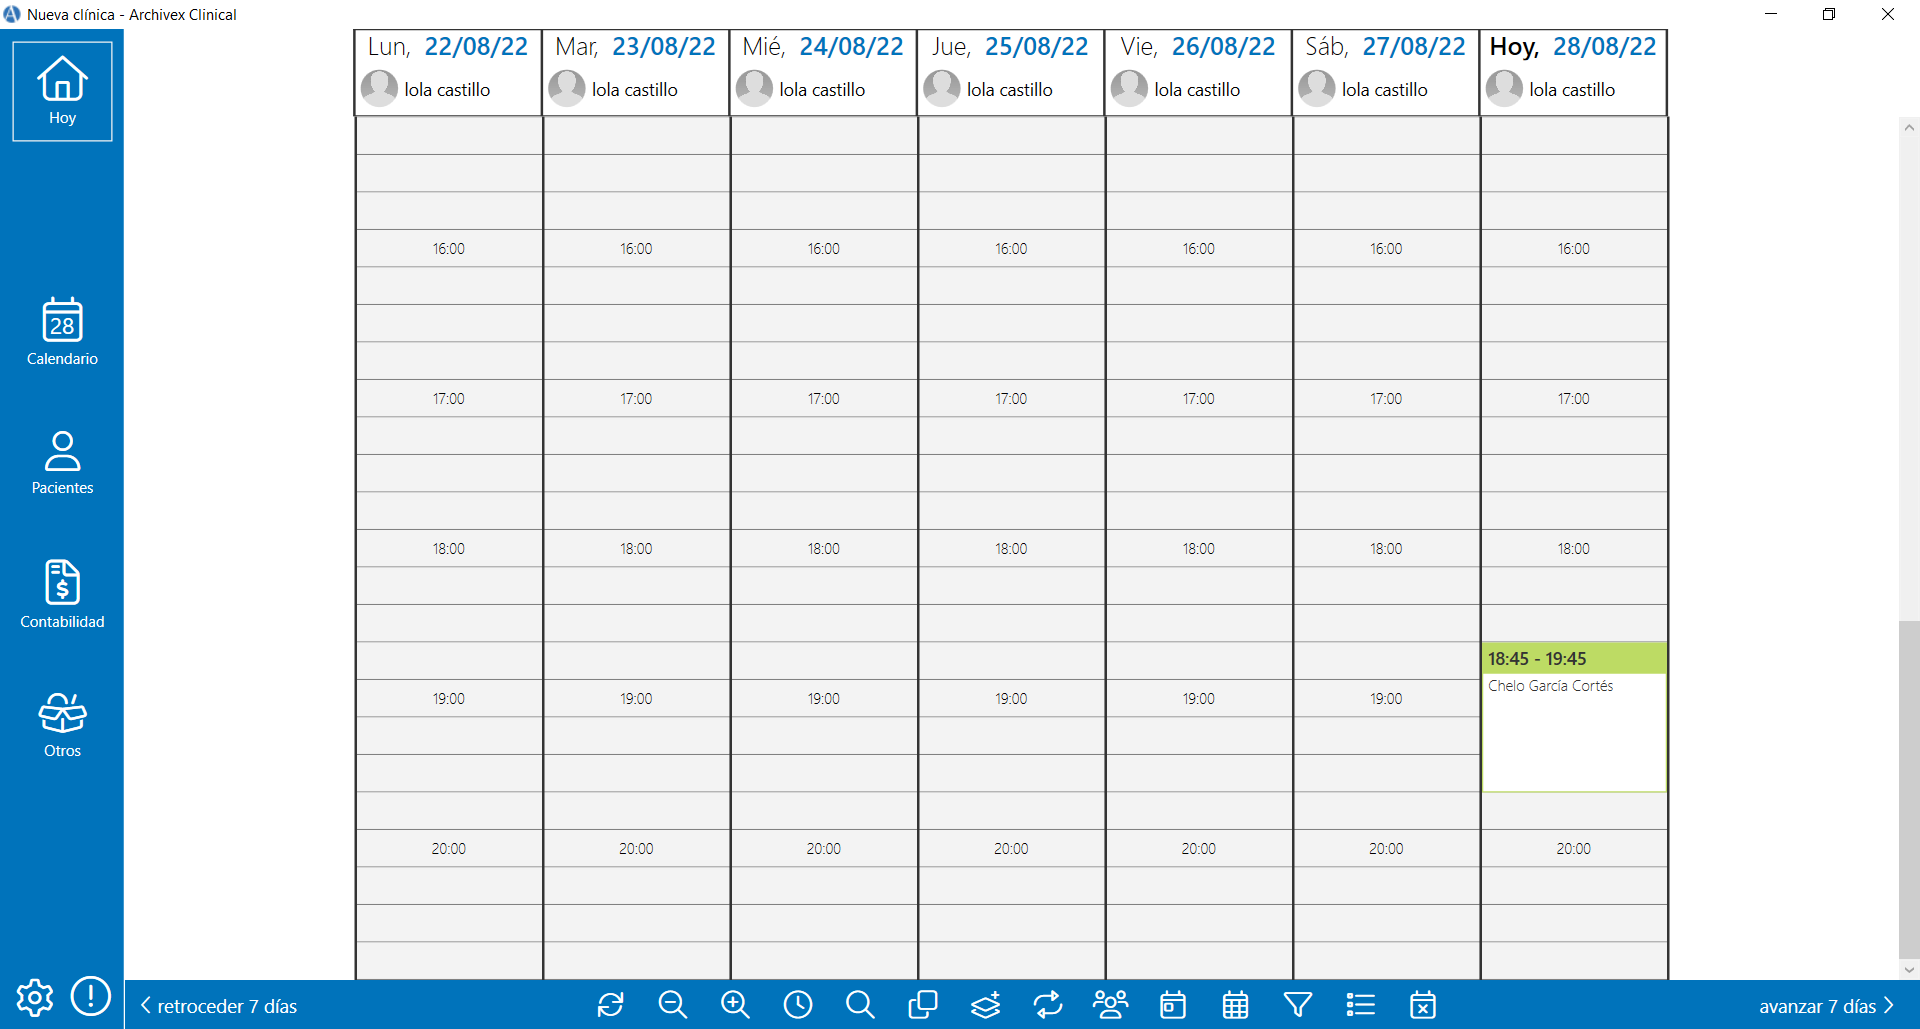 Nueva clínica - Archivex Clinical
Lun, 22/08/22 Mar, 23/08/22 Mié, 24/08/22 Jue, 25/08/22 Vie, 26/08/22 Sáb, 27/08/22 Hoy, 28/08/22
lola castillo lola castillo lola castillo lola castillo lola castillo lola castillo lola castillo
Hoy
16:00 16:00 16:00 16:00 16:00 16:00 16:00
28
Calendario
17:00 17:00 17:00 17:00 17:00 17:00 17:00
Pacientes
18:00 18:00 18:00 18:00 18:00 18:00 18:00
$
Contabilidad
18:45 - 19:45
Chelo García Cortés
19:00 19:00 19:00 19:00 19:00 19:00
Otros
20:00 20:00 20:00 20:00 20:00 20:00 20:00
retroceder 7 días avanzar 7 días